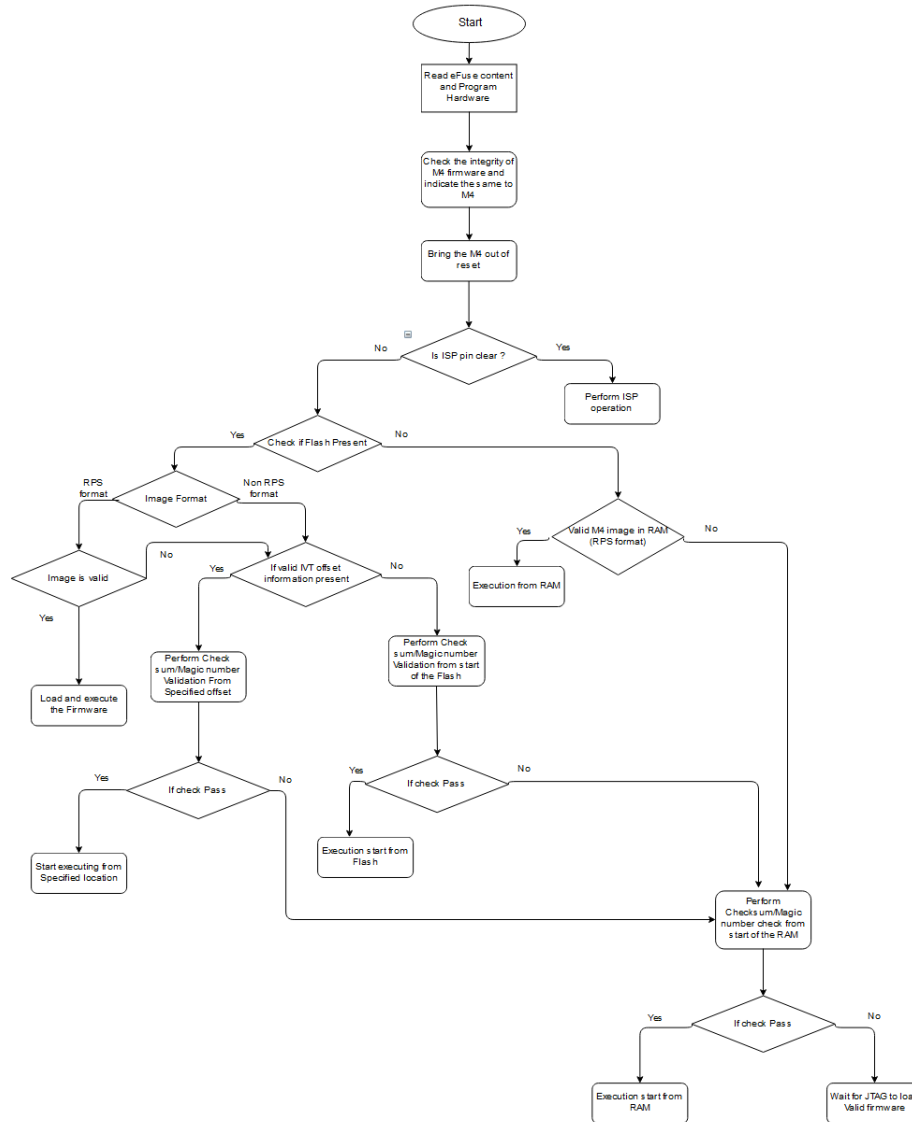 Start
Read eFuse content
and Program
Hardware
Check the integrity of
M4 firmware and
indicate the same to
M4
Bring the M4 out of
reset
Is ISP pin clear ?
No
Yes
Perform ISP
operation
Check if Flash Present
Yes
No
Image Format
RPS
format
Non RPS
format
Valid M4 image in RAM
(RPS format)
Yes
No
Execution from RAM
Image is valid
No
Yes
If valid IVT offset
information present
Yes
No
Load and execute
the Firmware
Perform Check
sum/Magic number
Validation From
Specified offset
Perform Check
sum/Magic number
Validation from start
of the Flash
If check Pass
Yes
No
If check Pass
Yes
No
Start executing from
Specified location
Execution start from
Flash
Perform
Checksum/Magic
number check from
start of the RAM
If check Pass
Yes
No
Execution start from
RAM
Wait for JTAG to loa
Valid firmware